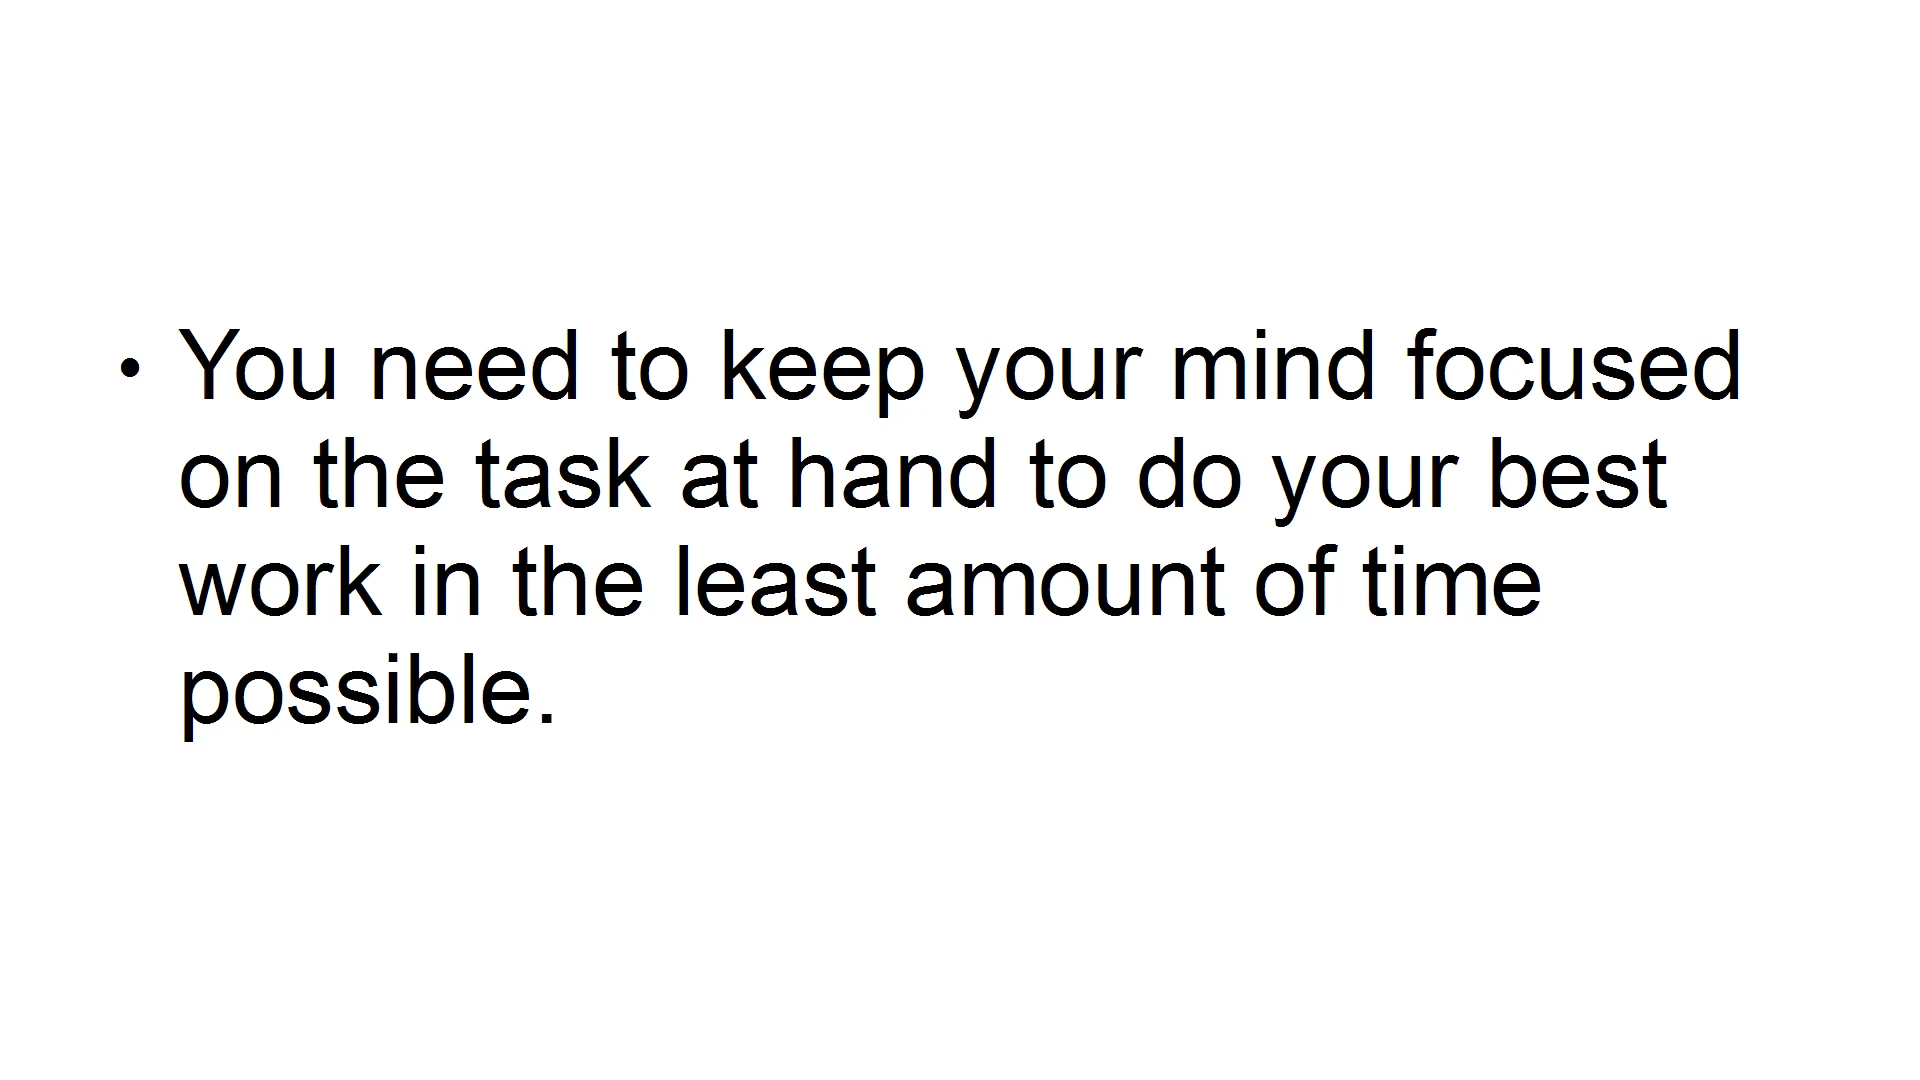 • You need to keep your mind focused
on the task at hand to do your best
work in the least amount of time
possible.